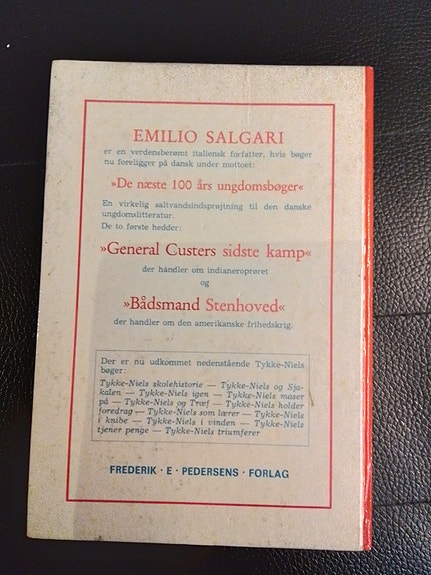 EMILIO SALGARI
er en verdensberømt italiensk forfatter, hvis bøger
nu foreligger på dansk under mottoet:
»De næste 100 års ungdomsbøger«
En virkelig saltvandsindsprøjtning til den danske
ungdomslitteratur.
De to første hedder:
»General Custers sidste kamp«
der handler om indianeroprøret
og
»Bådsmand Stenhoved«
der handler om den amerikanske frihedskrig.
Der er nu udkommet nedenstående Tykke-Niels
bøger:
Tykke-Niels skolehistorie — Tykke-Niels og Sja-
kalen — Tykke-Niels igen — Tykke-Niels maser
på — Tykke-Niels og Træf — Tykke-Niels holder
foredrag — Tykke-Niels som lærer — Tykke-Niels
i knibe — Tykke-Niels i vinden — Tykke-Niels
tjener penge — Tykke-Niels triumferer
FREDERIK · E · PEDERSENS · FORLAG